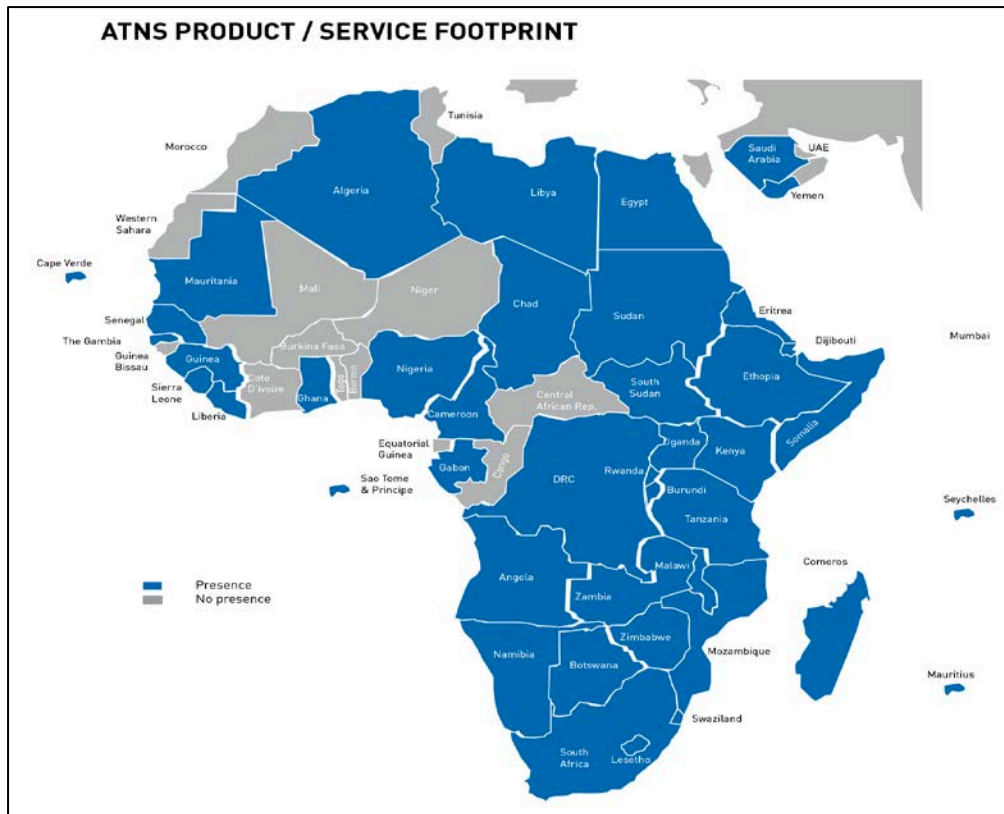 ATNS PRODUCT / SERVICE FOOTPRINT
Tunisia
Morocco
Saudi
Arabia
UAE
Algeria
Libya
Egypt
Yemen
Western
Sahara
Cape Verde
Mauritania
Mali
Niger
Chad
Sudan
Eritrea
Senegal
The Gambia
Guinea
Bissau
Guinea
Burkina Faso
Dijibouti
Mumbai
Sierra
Leone
Liberia
Cote
D'ivoire
Ghana
Togo
Benen
Nigeria
Cameroon
Central
African Rep.
South
Sudan
Ethopia
Somalia
Equatorial
Guinea
Gabon
Congo
DRC
Uganda
Kenya
Rwanda
Burundi
Tanzania
Sao Tome
& Principe
Seychelles
Comoros
Presence
No presence
Angola
Malawi
Zambia
Zimbabwe
Mozambique
Namibia
Botswana
Mauritius
Swaziland
South
Africa
Lesotho